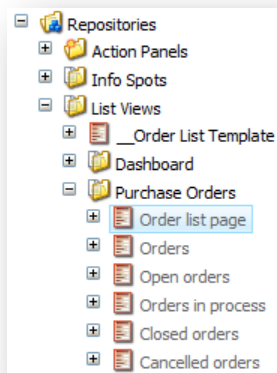 Repositories
Action Panels
Info Spots
List Views
__Order List Template
Dashboard
Purchase Orders
Order list page
Orders
Open orders
Orders in process
Closed orders
Cancelled orders